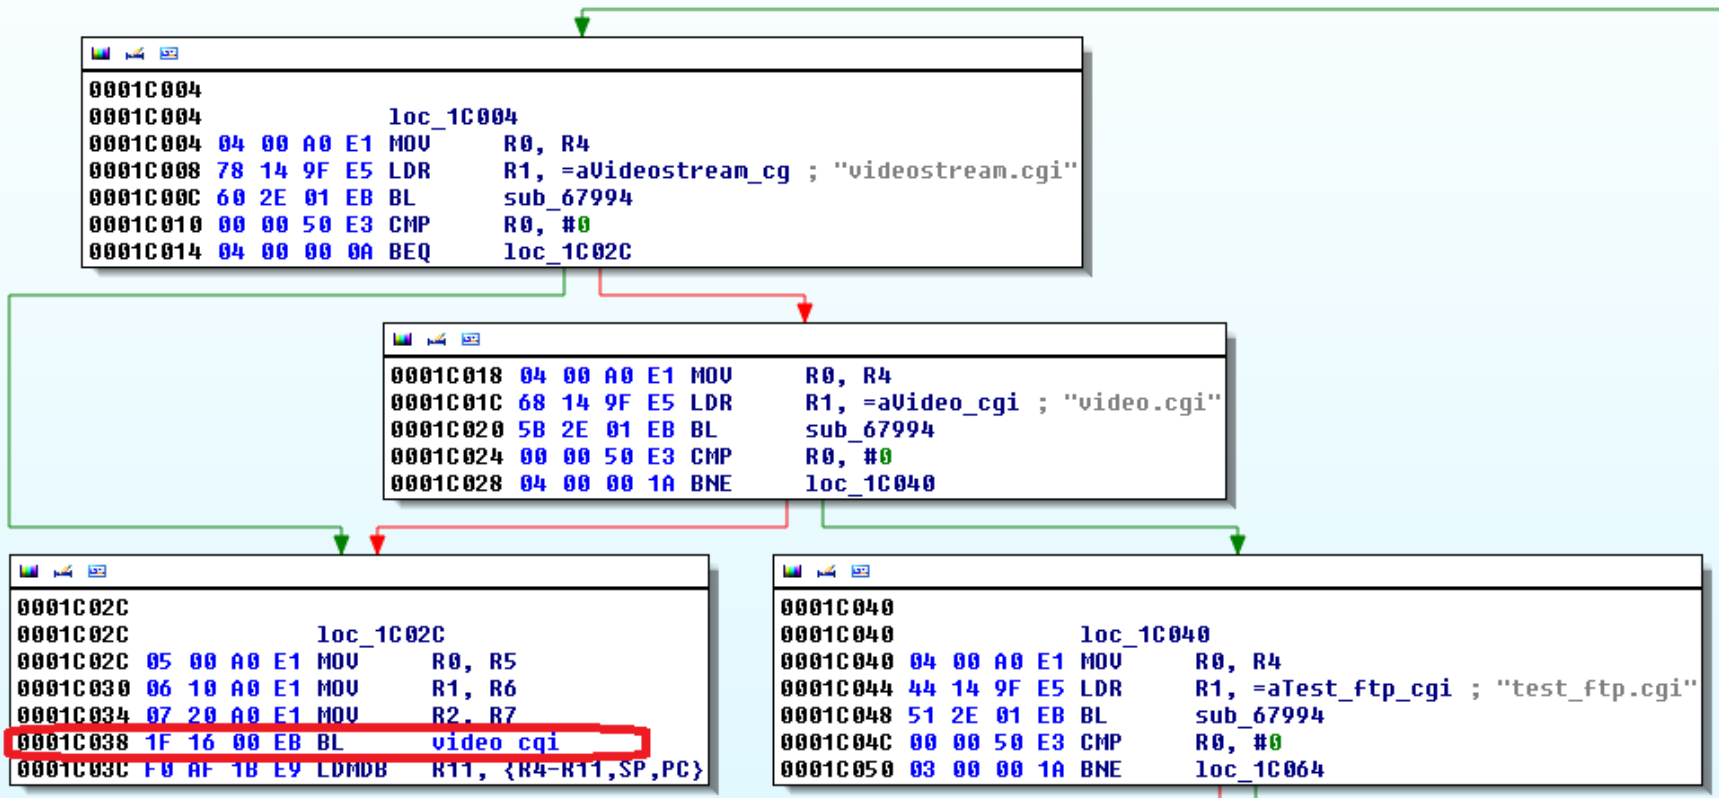 0001C004
0001C004 loc_1C004
0001C004 04 00 A0 E1 MOV R0, R4
0001C008 78 14 9F E5 LDR R1, =aVideostream_cg ; "videostream.cgi"
0001C00C 60 2E 01 EB BL sub_67994
0001C010 00 00 50 E3 CMP R0, #0
0001C014 04 00 00 0A BEQ loc_1C02C
0001C018 04 00 A0 E1 MOV R0, R4
0001C01C 68 14 9F E5 LDR R1, =aVideo_cgi ; "video.cgi"
0001C020 5B 2E 01 EB BL sub_67994
0001C024 00 00 50 E3 CMP R0, #0
0001C028 04 00 00 1A BNE loc_1C040
0001C02C
0001C02C loc_1C02C
0001C02C 05 00 A0 E1 MOV R0, R5
0001C030 06 10 A0 E1 MOV R1, R6
0001C034 07 20 A0 E1 MOV R2, R7
0001C038 1F 16 00 EB BL video_cgi
0001C03C F0 AF 1B E9 LDMDB R11, {R4-R11,SP,PC}
0001C040
0001C040 loc_1C040
0001C040 04 00 A0 E1 MOV R0, R4
0001C044 44 14 9F E5 LDR R1, =aTest_ftp_cgi ; "test_ftp.cgi"
0001C048 51 2E 01 EB BL sub_67994
0001C04C 00 00 50 E3 CMP R0, #0
0001C050 03 00 00 1A BNE loc_1C064